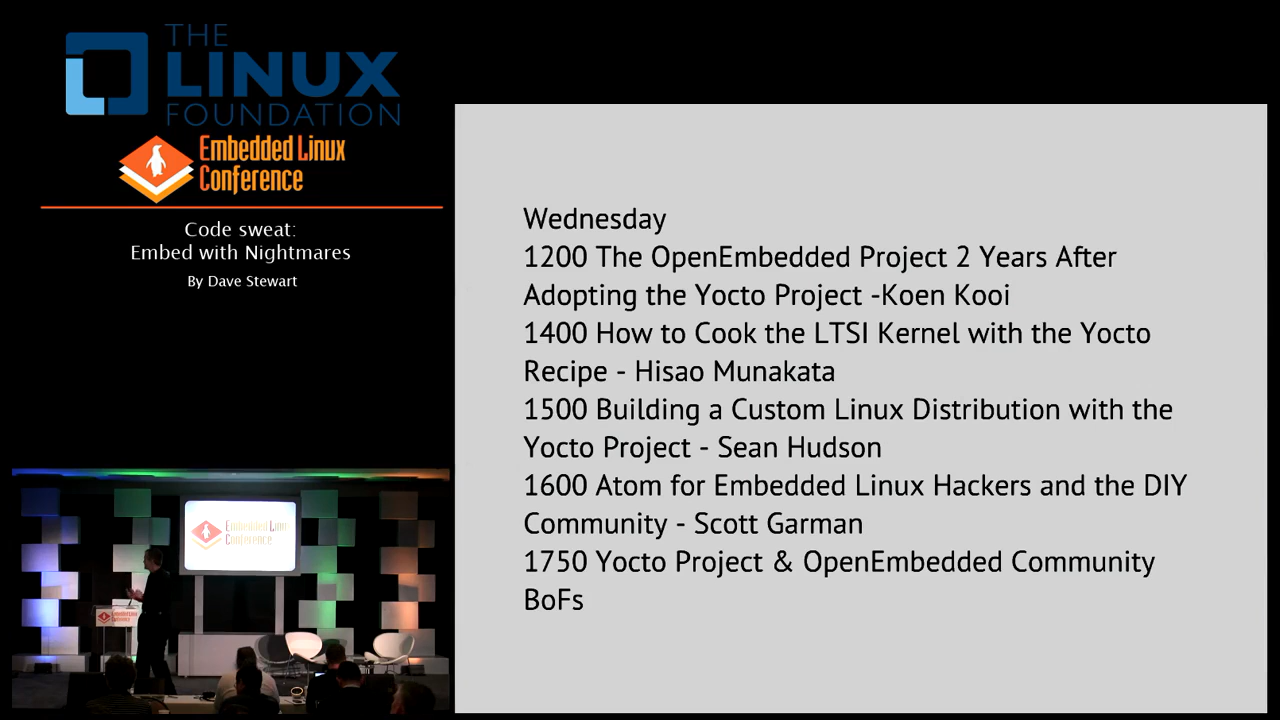 THE
LINUX
FOUNDATION
Embedded Linux
Conference
Code sweat:
Embed with Nightmares
By Dave Stewart
Wednesday
1200 The OpenEmbedded Project 2 Years After
Adopting the Yocto Project -Koen Kooi
1400 How to Cook the LTSI Kernel with the Yocto
Recipe - Hisao Munakata
1500 Building a Custom Linux Distribution with the
Yocto Project - Sean Hudson
1600 Atom for Embedded Linux Hackers and the DIY
Community - Scott Garman
1750 Yocto Project & OpenEmbedded Community
BoFs
Embedded Linux
Conference